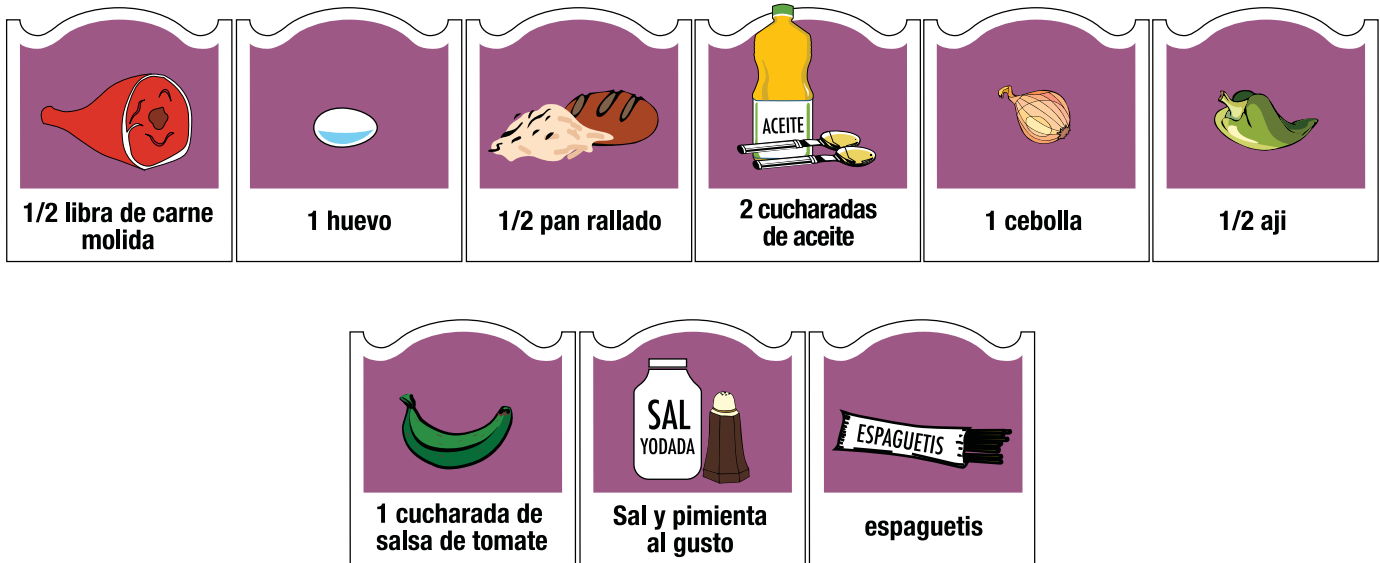 ACEITE
1/2 libra de carne
molida
1 huevo
1/2 pan rallado
2 cucharadas
de aceite
1 cebolla
1/2 aji
SAL
YODADA
ESPAGUETIS
1 cucharada de
salsa de tomate
Sal y pimienta
al gusto
espaguetis